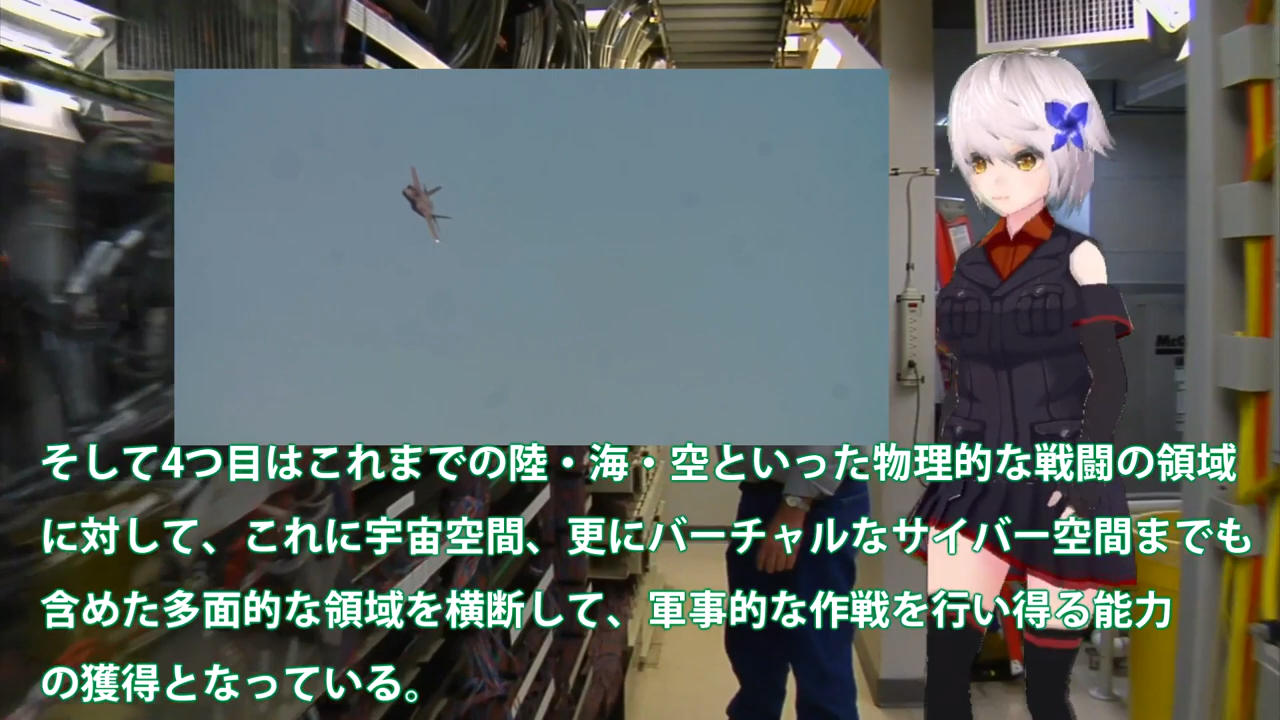 そして4つ目はこれまでの陸・海・空といった物理的な戦闘の領域
に対して、これに宇宙空間、更にバーチャルなサイバー空間までも
含めた多面的な領域を横断して、軍事的な作戦を行い得る能力
の獲得となっている。